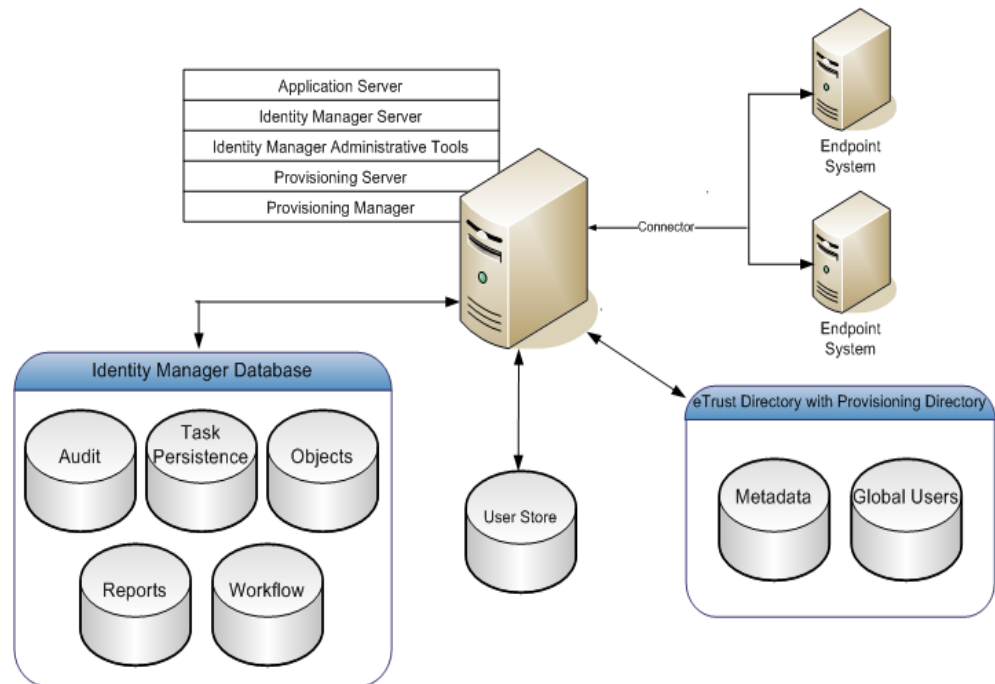 Application Server
Identity Manager Server
Identity Manager Administrative Tools
Provisioning Server
Provisioning Manager
Connector
Endpoint
System
Endpoint
System
Identity Manager Database
Audit
Task
Persistence
Objects
Reports
Workflow
User Store
eTrust Directory with Provisioning Directory
Metadata
Global Users